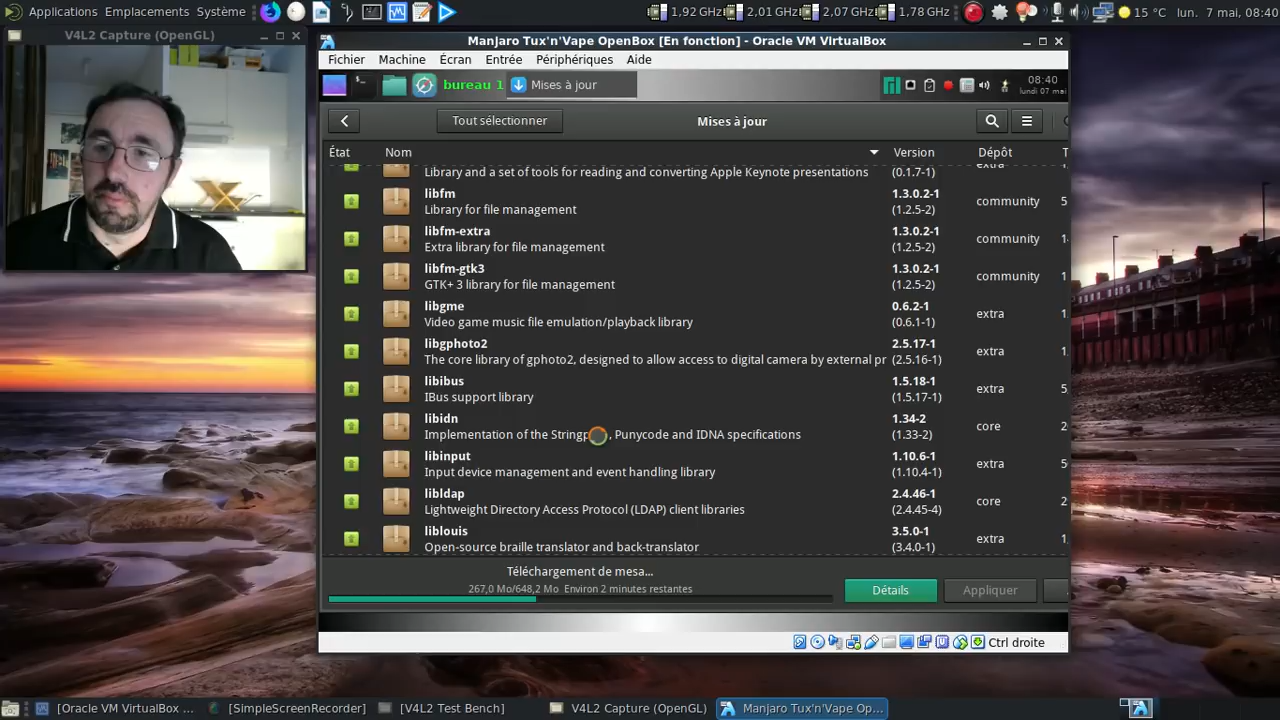 Applications Emplacements Système 1,92 GHz 2,01 GHz 2,07 GHz 1,78 GHz 15 °C lun. 7 mai, 08:40
V4L2 Capture (OpenGL)
Manjaro Tux'n'Vape OpenBox [En fonction] - Oracle VM VirtualBox
Fichier Machine Écran Entrée Périphériques Aide
bureau 1 Mises à jour 08:40
lundi 07 mai
Tout sélectionner Mises à jour
État Nom Version Dépôt T
Library and a set of tools for reading and converting Apple Keynote presentations (0.1.7-1)
libfm 1.3.0.2-1
Library for file management (1.2.5-2) community 5
libfm-extra 1.3.0.2-1
Extra library for file management (1.2.5-2) community
libfm-gtk3 1.3.0.2-1
GTK+ 3 library for file management (1.2.5-2) community 1
libgme 0.6.2-1
Video game music file emulation/playback library (0.6.1-1) extra 1
libgphoto2 2.5.17-1
The core library of gphoto2, designed to allow access to digital camera by external pr (2.5.16-1) extra 1
libibus 1.5.18-1
IBus support library (1.5.17-1) extra 5
libidn 1.34-2
Implementation of the , Punycode and IDNA specifications (1.33-2) core 2
libinput 1.10.6-1
Input device management and event handling library (1.10.4-1) extra 5
libldap 2.4.46-1
Lightweight Directory Access Protocol (LDAP) client libraries (2.4.45-4) core 2
liblouis 3.5.0-1
Open-source braille translator and back-translator (3.4.0-1) extra 1
Téléchargement de mesa...
267,0 Mo/648,2 Mo Environ 2 minutes restantes
Détails Appliquer
Ctrl droite
[Oracle VM VirtualBox ... [SimpleScreenRecorder] [V4L2 Test Bench] V4L2 Capture (OpenGL) Manjaro Tux'n'Vape Op...